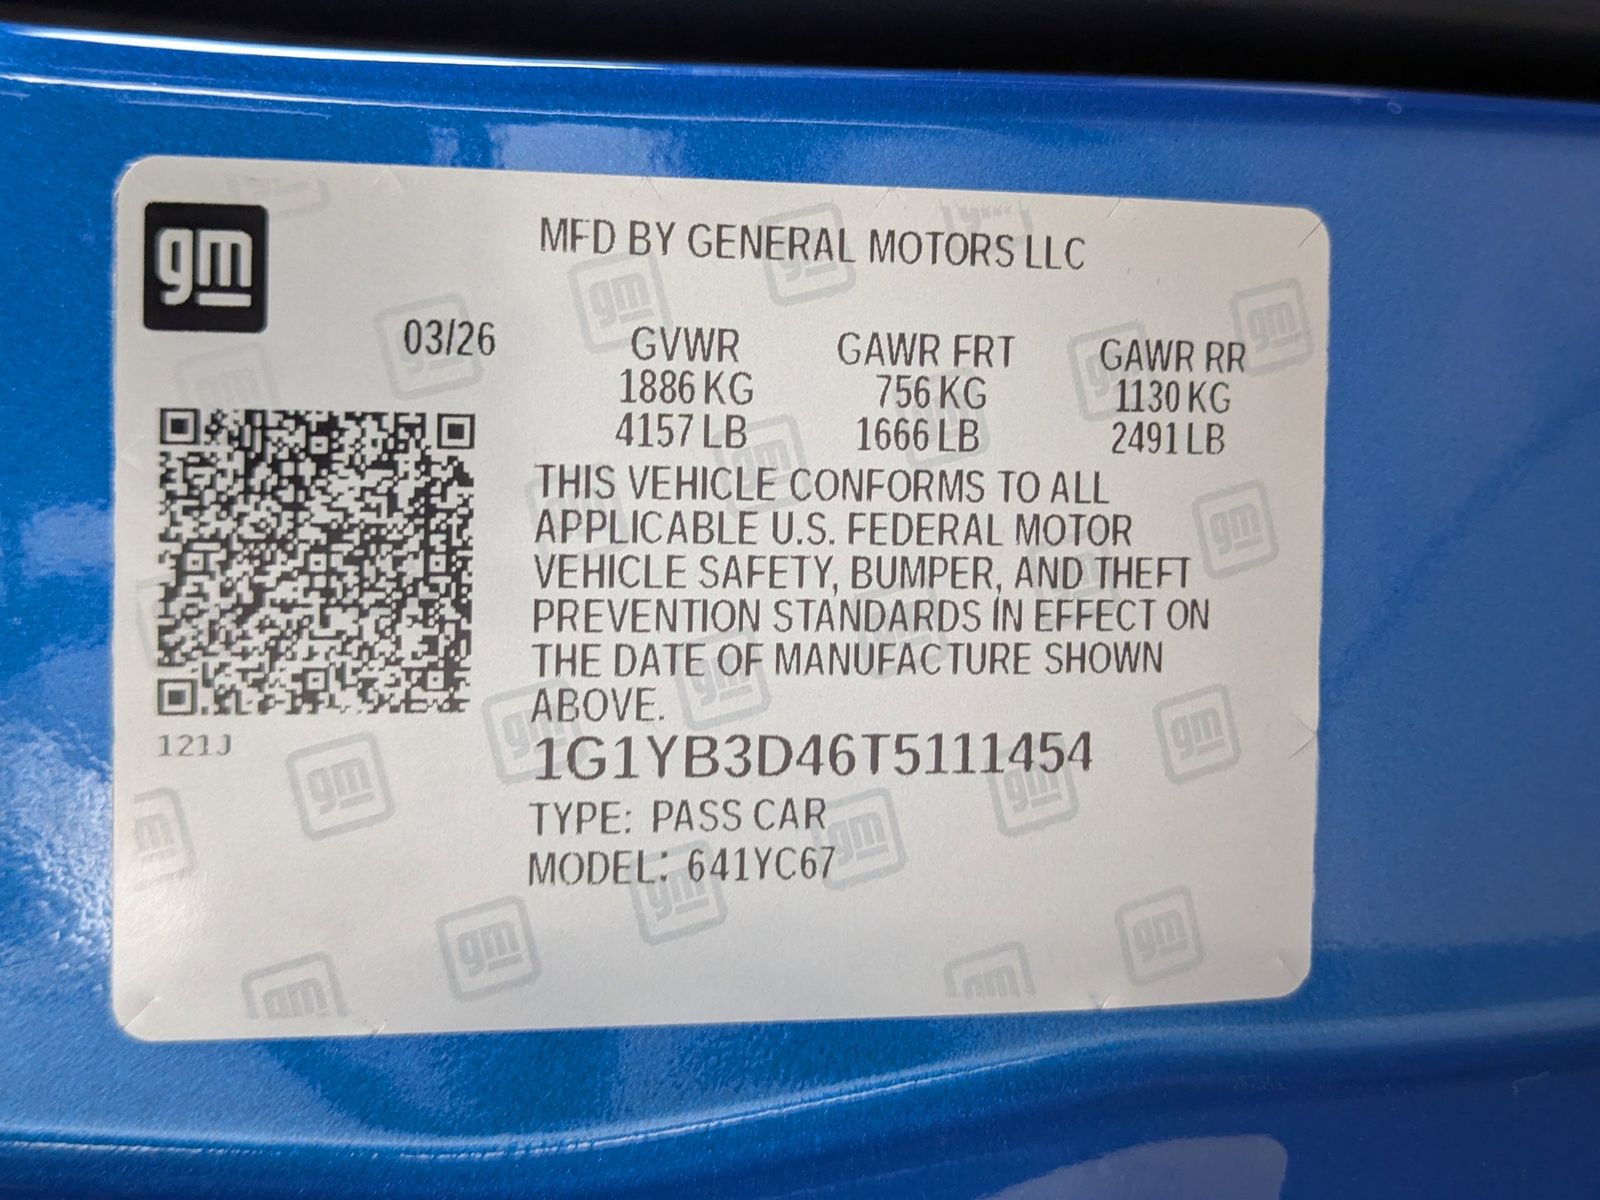 gm
MFD BY GENERAL MOTORS LLC
03/26
GVWR GAWR FRT GAWR RR
1886 KG 756 KG 1130 KG
4157 LB 1666 LB 2491 LB
THIS VEHICLE CONFORMS TO ALL
APPLICABLE U.S. FEDERAL MOTOR
VEHICLE SAFETY, BUMPER, AND THEFT
PREVENTION STANDARDS IN EFFECT ON
THE DATE OF MANUFACTURE SHOWN
ABOVE.
121J
1G1YB3D46T5111454
TYPE: PASS CAR
MODEL: 641YC67